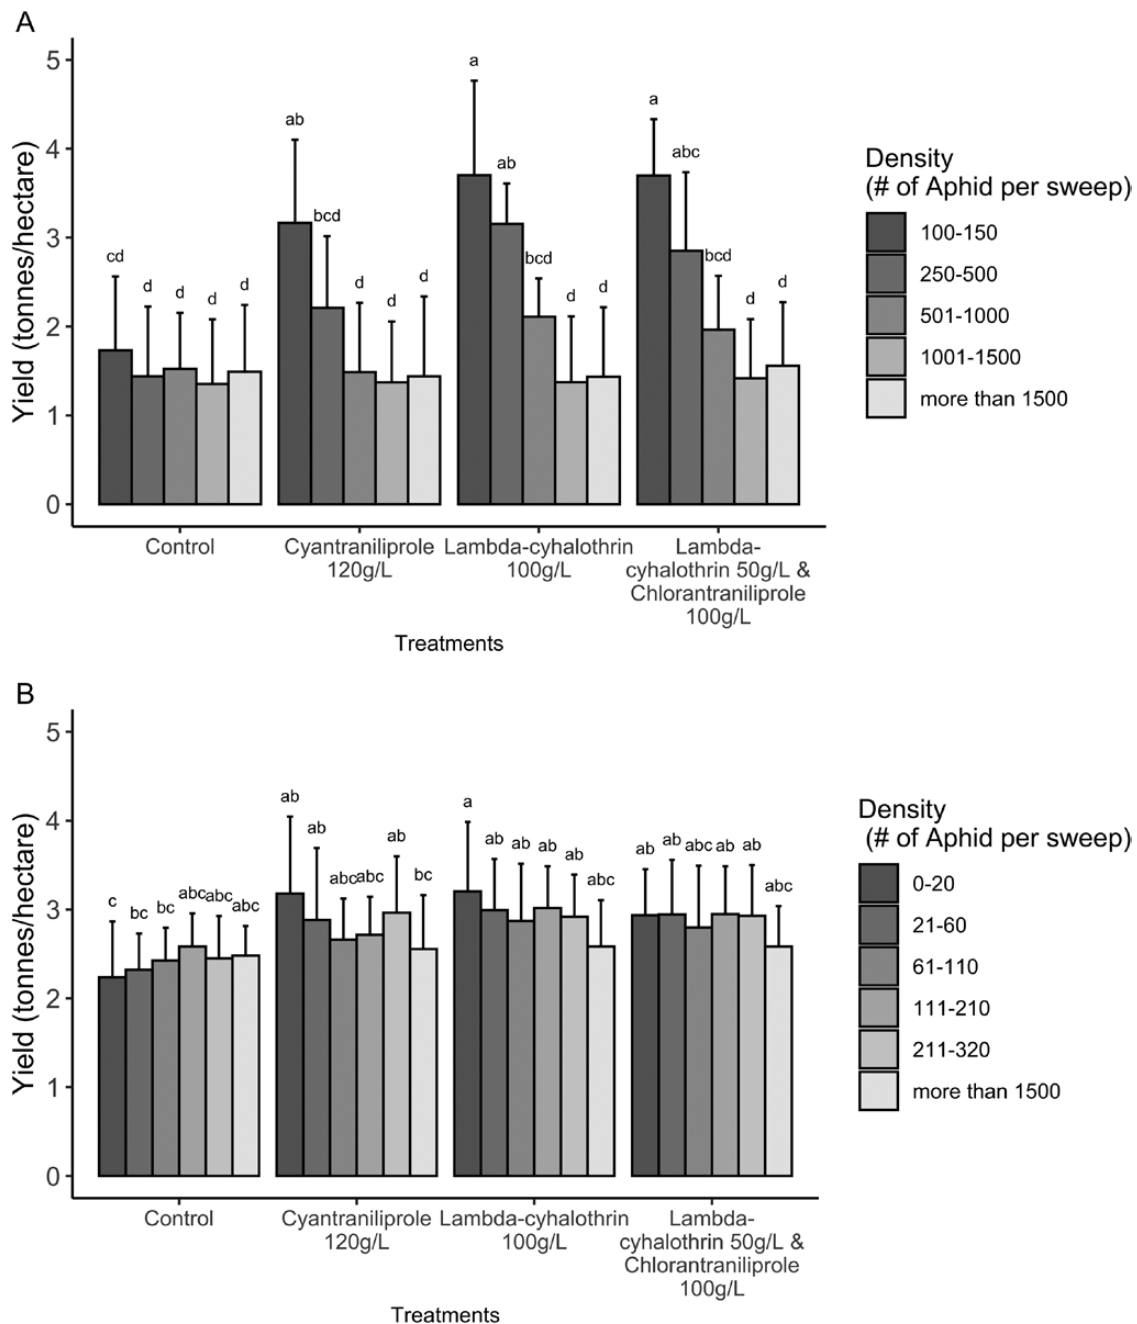 A
5
4
3
2
1
0
Yield (tonnes/hectare)
cd
d
d
d
d
ab
bcd
d
d
d
a
ab
bcd
d
d
a
abc
bcd
d
d
Control
Cyantraniliprole
120g/L
Lambda-cyhalothrin
100g/L
Lambda-
cyhalothrin 50g/L &
Chlorantraniliprole
100g/L
Treatments
Density
(# of Aphid per sweep)
100-150
250-500
501-1000
1001-1500
more than 1500
B
5
4
3
2
1
0
Yield (tonnes/hectare)
c
bc
bc
abc
abc
abc
ab
ab
abc
abc
ab
bc
a
ab
ab
ab
ab
abc
ab
ab
abc
ab
ab
abc
Control
Cyantraniliprole
120g/L
Lambda-cyhalothrin
100g/L
Lambda-
cyhalothrin 50g/L &
Chlorantraniliprole
100g/L
Treatments
Density
(# of Aphid per sweep)
0-20
21-60
61-110
111-210
211-320
more than 1500